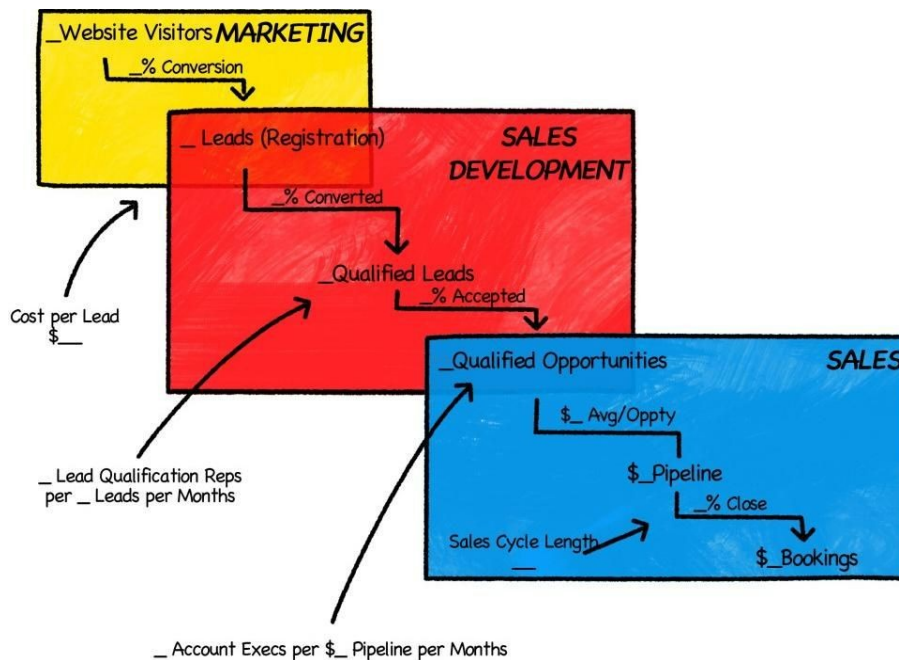 _Website Visitors MARKETING
_% Conversion
_ Leads (Registration)
SALES
DEVELOPMENT
_% Converted
_Qualified Leads
_% Accepted
Cost per Lead
$__
_Qualified Opportunities
SALES
$_ Avg/Oppty
_ Lead Qualification Reps
per _ Leads per Months
$_Pipeline
_% Close
Sales Cycle Length
__
$_Bookings
_ Account Execs per $_ Pipeline per Months